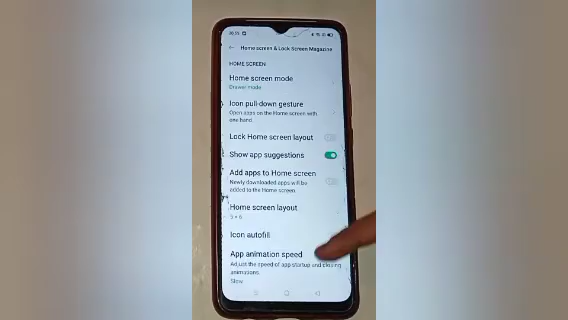 Home screen & Lock Screen Magazine
HOME SCREEN
Home screen mode
Drawer mode
Icon pull-down gesture
Open apps on the Home screen with
one hand.
Lock Home screen layout
Show app suggestions
Add apps to Home screen
Newly downloaded apps will be
added to the Home screen.
Home screen layout
5 × 6
Icon autofill
App animation speed
Adjust the speed of app startup and closing
animations.
Slow